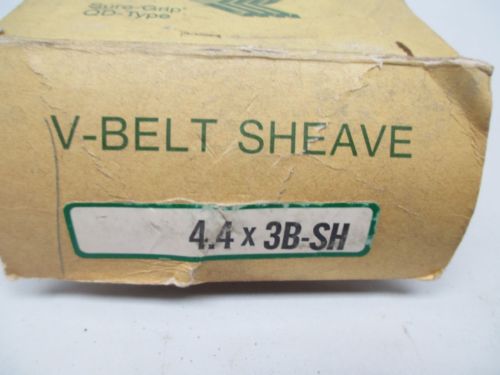 Sure-Grip'
QD-Type
V-BELT SHEAVE
4.4 x 3B-SH